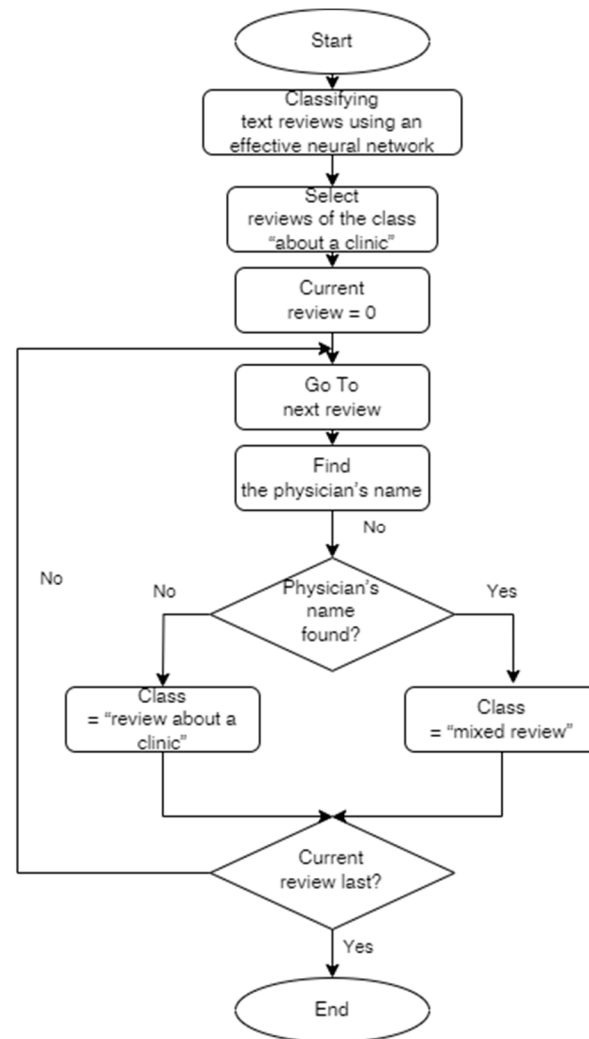 Start
Classifying
text reviews using an
effective neural network
Select
reviews of the class
“about a clinic”
Current
review = 0
Go To
next review
Find
the physician’s name
No
Physician’s
name
found?
No
No
Yes
Class
= “review about a
clinic”
Class
= “mixed review”
Current
review last?
Yes
End